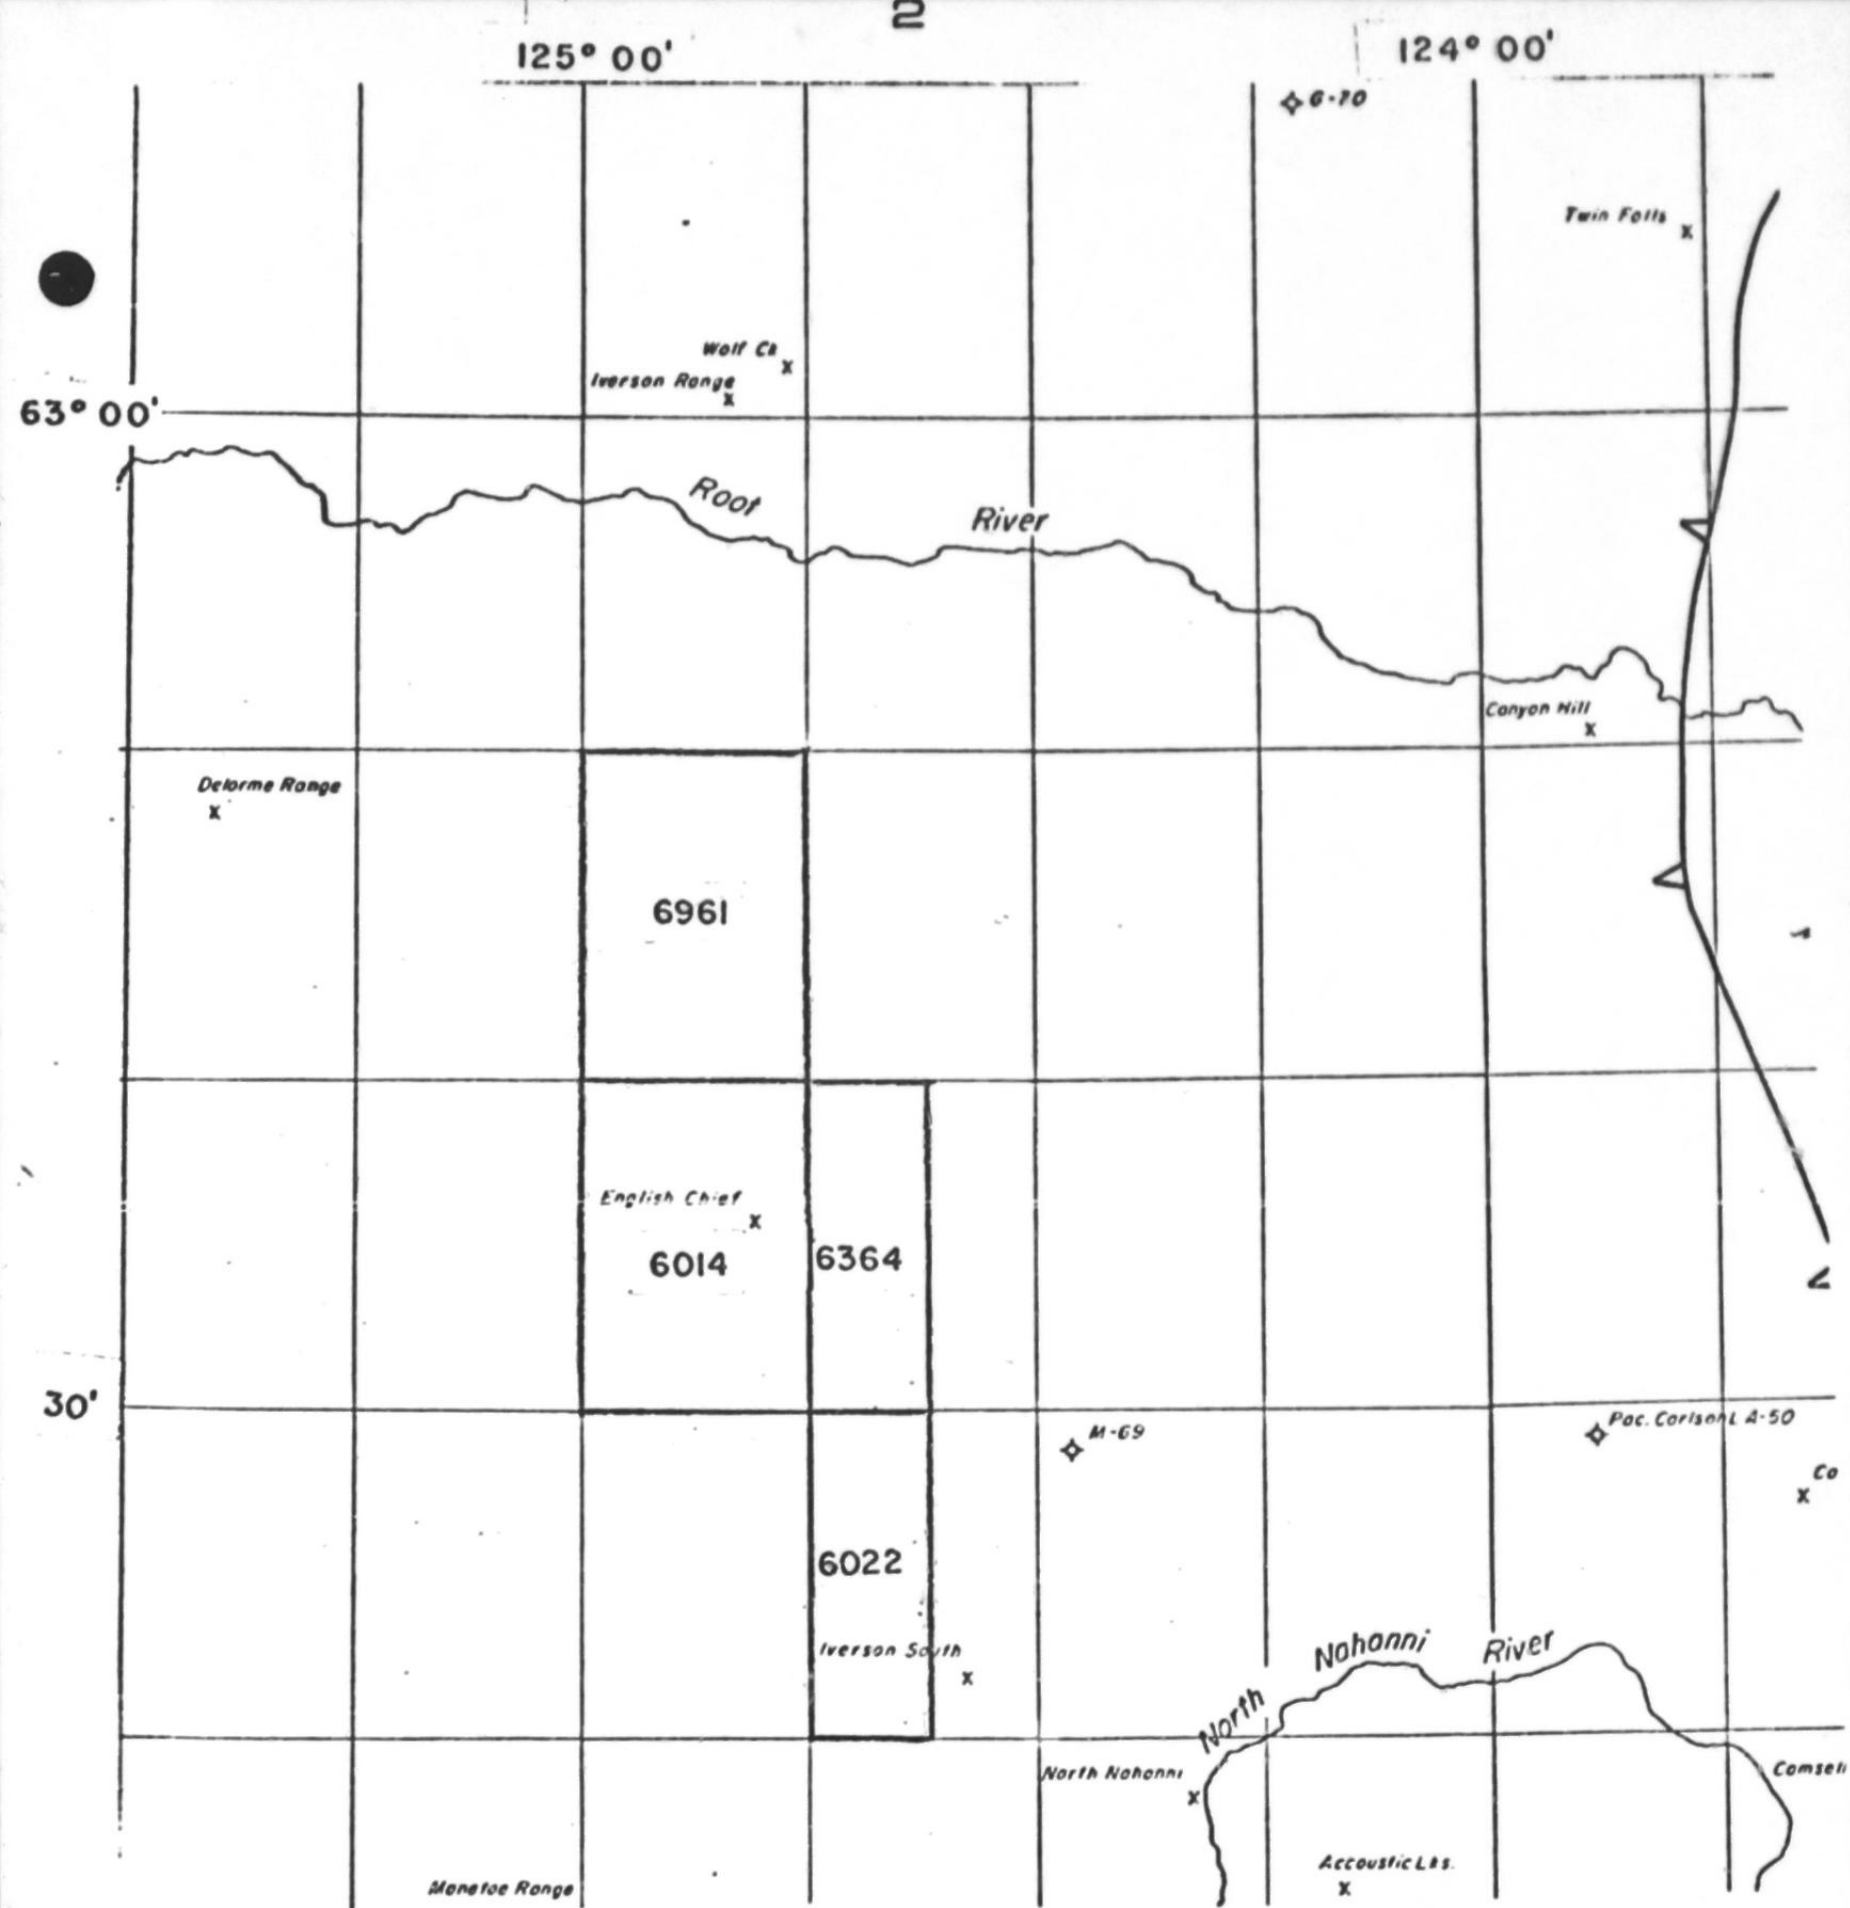 2
125° 00'
124° 00'
G-70
Twin Falls
Wolf Ck
Iverson Range
63° 00'
Root River
Canyon Hill
Delorme Range
6961
English Chief
6014
6364
30'
M-69
Pac. Carlson L A-50
Co
6022
Iverson South
North Nahanni River
North Nahanni
Camsell
Accoustic Lks.
Manetoe Range